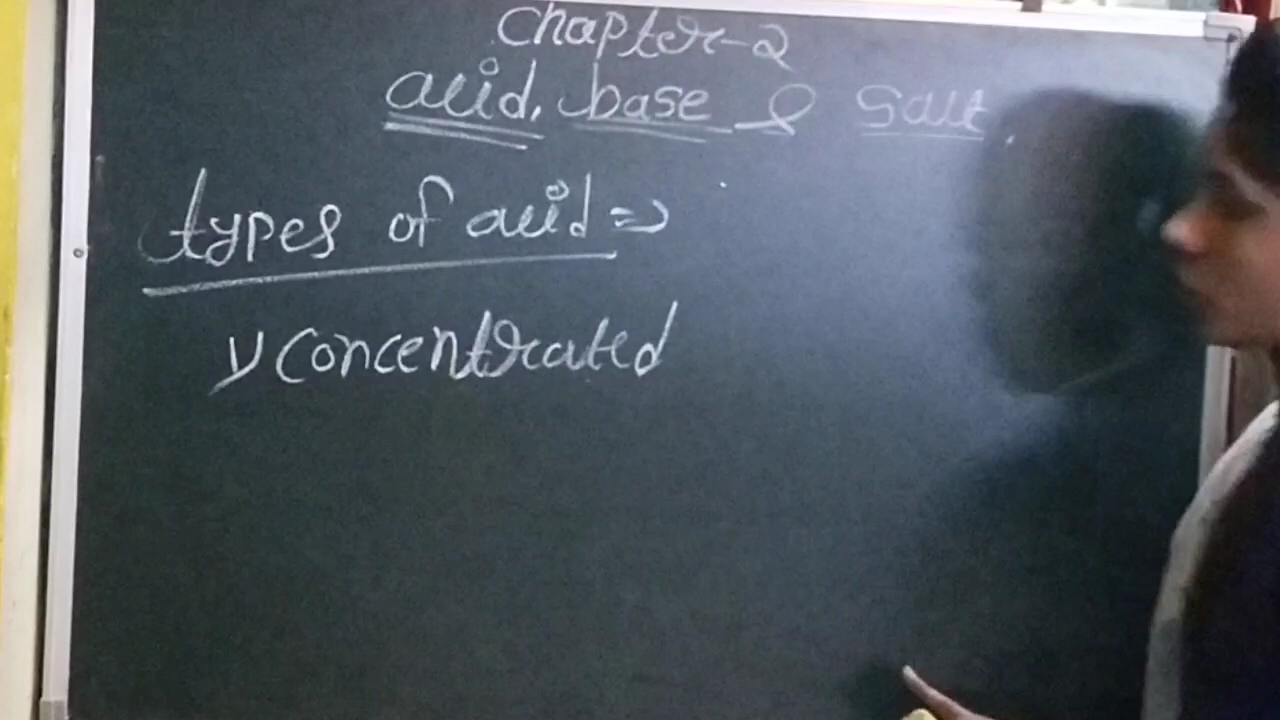 Chapter-2
acid, base & Salt
types of acid =>
1) Concentrated